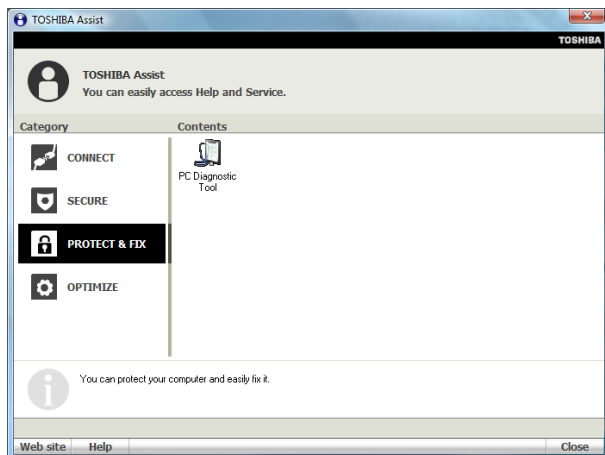 TOSHIBA Assist
TOSHIBA
TOSHIBA Assist
You can easily access Help and Service.
Category
Contents
CONNECT
SECURE
PROTECT & FIX
OPTIMIZE
PC Diagnostic
Tool
You can protect your computer and easily fix it.
Web site
Help
Close